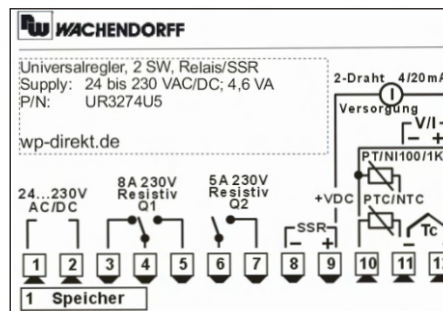 WACHENDORFF
Universalregler, 2 SW, Relais/SSR
Supply: 24 bis 230 VAC/DC; 4,6 VA
P/N: UR3274U5
wp-direkt.de
2-Draht 4/20mA
I
Versorgung
V/I
− +
PT/NI100/1K
24...230V
AC/DC
8A 230V
Resistiv
Q1
5A 230V
Resistiv
Q2
+VDC PTC/NTC
SSR
− +
− Tc
1 2 3 4 5 6 7 8 9 10 11
1 Speicher